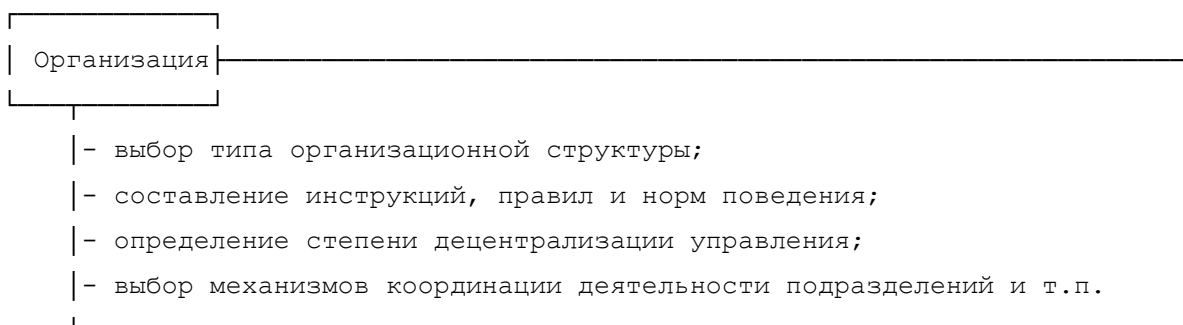 Организация
- выбор типа организационной структуры;
- составление инструкций, правил и норм поведения;
- определение степени децентрализации управления;
- выбор механизмов координации деятельности подразделений и т.п.